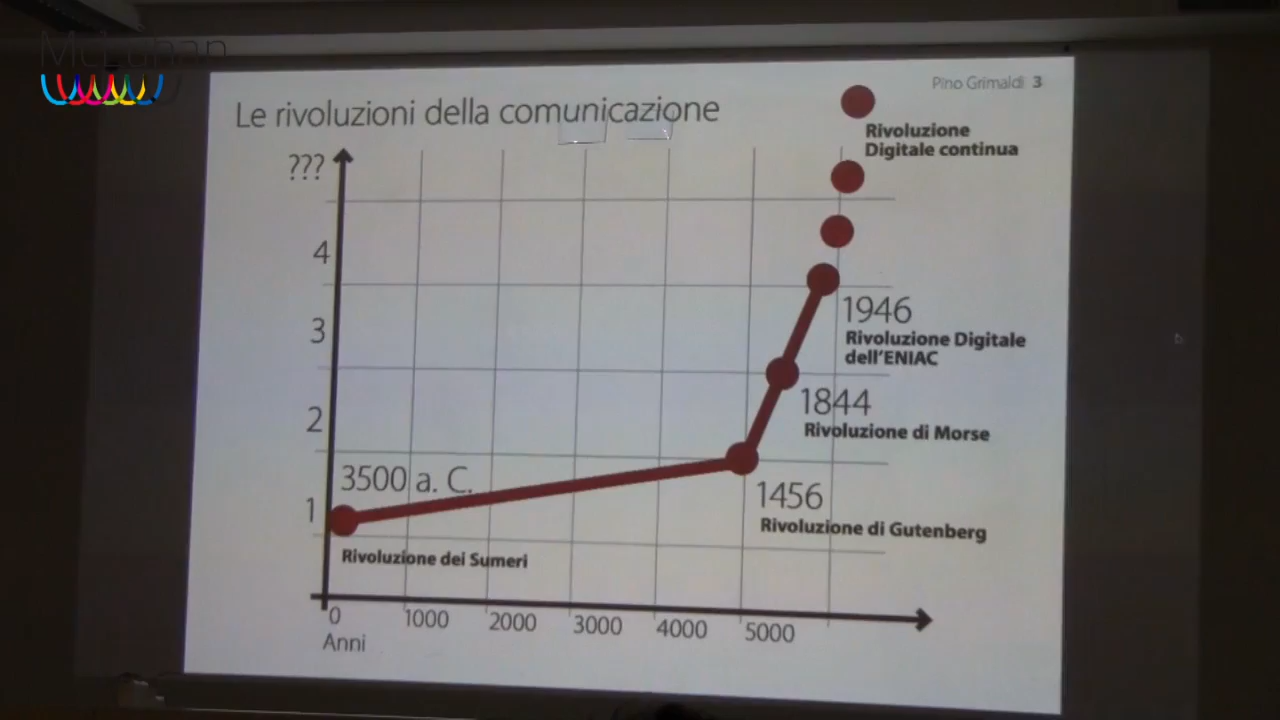 McLuhan
Pino Grimaldi 3
Le rivoluzioni della comunicazione
Rivoluzione
Digitale continua
???
4
3
2
1
1946
Rivoluzione Digitale
dell'ENIAC
1844
Rivoluzione di Morse
3500 a. C.
1456
Rivoluzione di Gutenberg
Rivoluzione dei Sumeri
0
1000
2000
3000
4000
5000
Anni